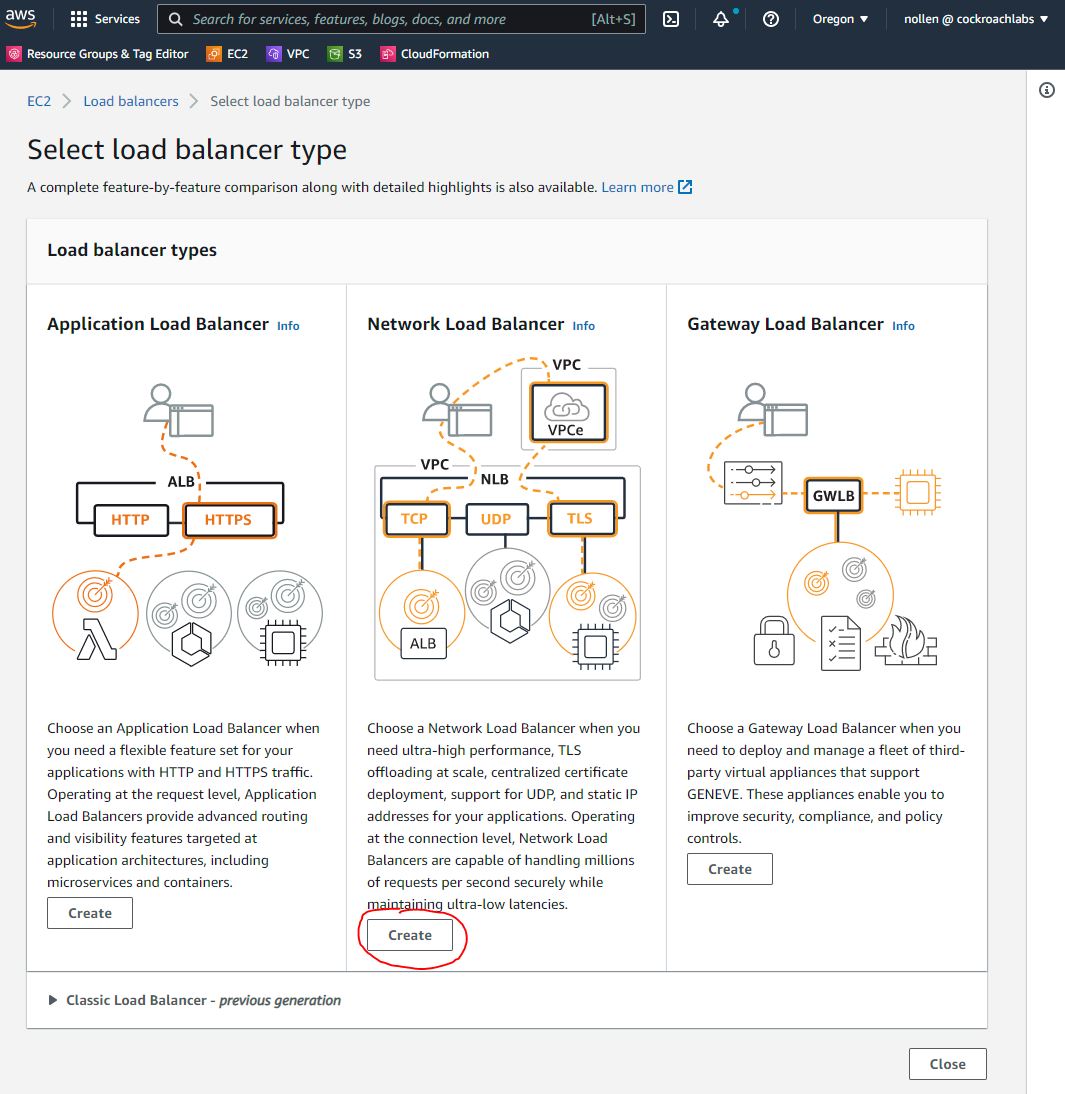 aws
Services
Search for services, features, blogs, docs, and more
[Alt+S]
Oregon
nollen @ cockroachlabs
Resource Groups & Tag Editor
EC2
VPC
S3
CloudFormation
EC2
Load balancers
Select load balancer type
Select load balancer type
A complete feature-by-feature comparison along with detailed highlights is also available. Learn more
Load balancer types
Application Load Balancer Info
ALB
HTTP
HTTPS
Choose an Application Load Balancer when
you need a flexible feature set for your
applications with HTTP and HTTPS traffic.
Operating at the request level, Application
Load Balancers provide advanced routing
and visibility features targeted at
application architectures, including
microservices and containers.
Create
Network Load Balancer Info
VPC
VPCe
VPC
NLB
TCP
UDP
TLS
ALB
Choose a Network Load Balancer when you
need ultra-high performance, TLS
offloading at scale, centralized certificate
deployment, support for UDP, and static IP
addresses for your applications. Operating
at the connection level, Network Load
Balancers are capable of handling millions
of requests per second securely while
maintaining ultra-low latencies.
Create
Gateway Load Balancer Info
GWLB
Choose a Gateway Load Balancer when you
need to deploy and manage a fleet of third-
party virtual appliances that support
GENEVE. These appliances enable you to
improve security, compliance, and policy
controls.
Create
Classic Load Balancer - previous generation
Close